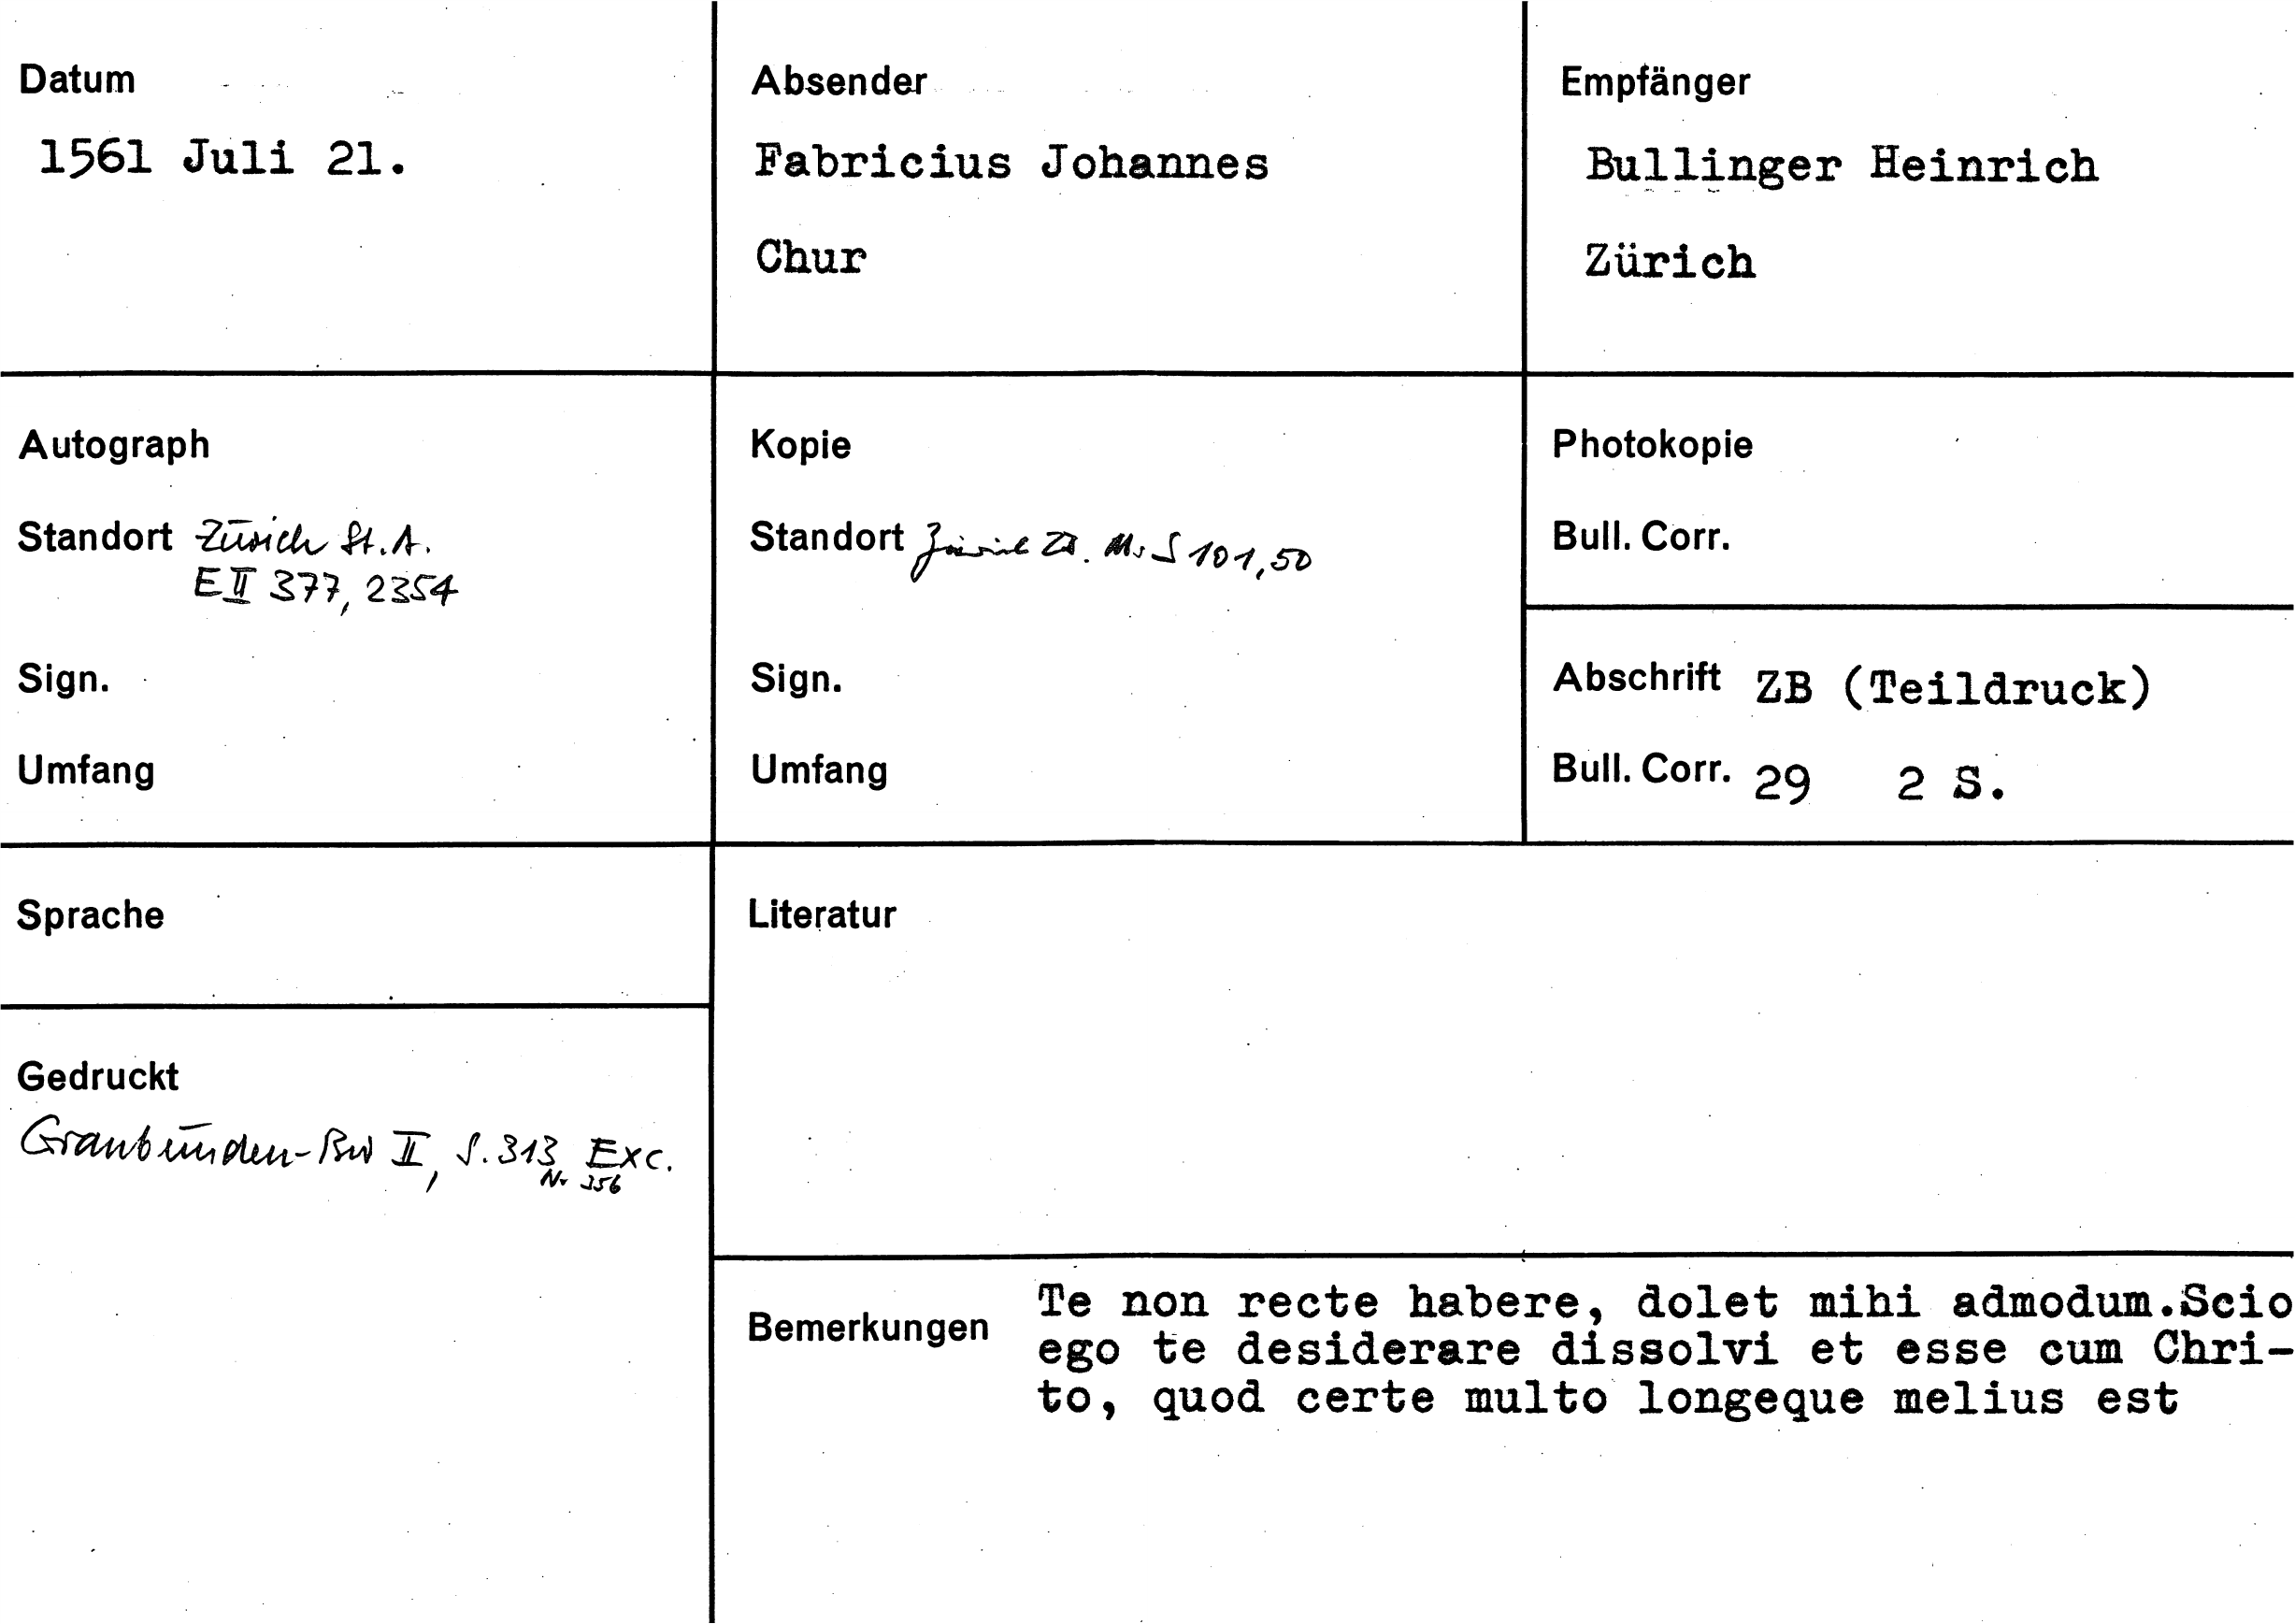 Datum
1561 Juli 21.
Absender
Fabricius Johannes
Chur
Empfänger
Bullinger Heinrich
Zürich
Autograph
Standort Zürich St.A.
E II 377, 2354
Sign.
Umfang
Kopie
Standort Zürich ZB. Ms S 101, 50
Sign.
Umfang
Photokopie
Bull. Corr.
Abschrift ZB (Teildruck)
Bull. Corr. 29 2 S.
Sprache
Gedruckt
Graubünden-Bw II, S. 313 Exc.
Nr 356
Literatur
Bemerkungen
Te non recte habere, dolet mihi admodum.Scio
ego te desiderare dissolvi et esse cum Chri-
to, quod certe multo longeque melius est